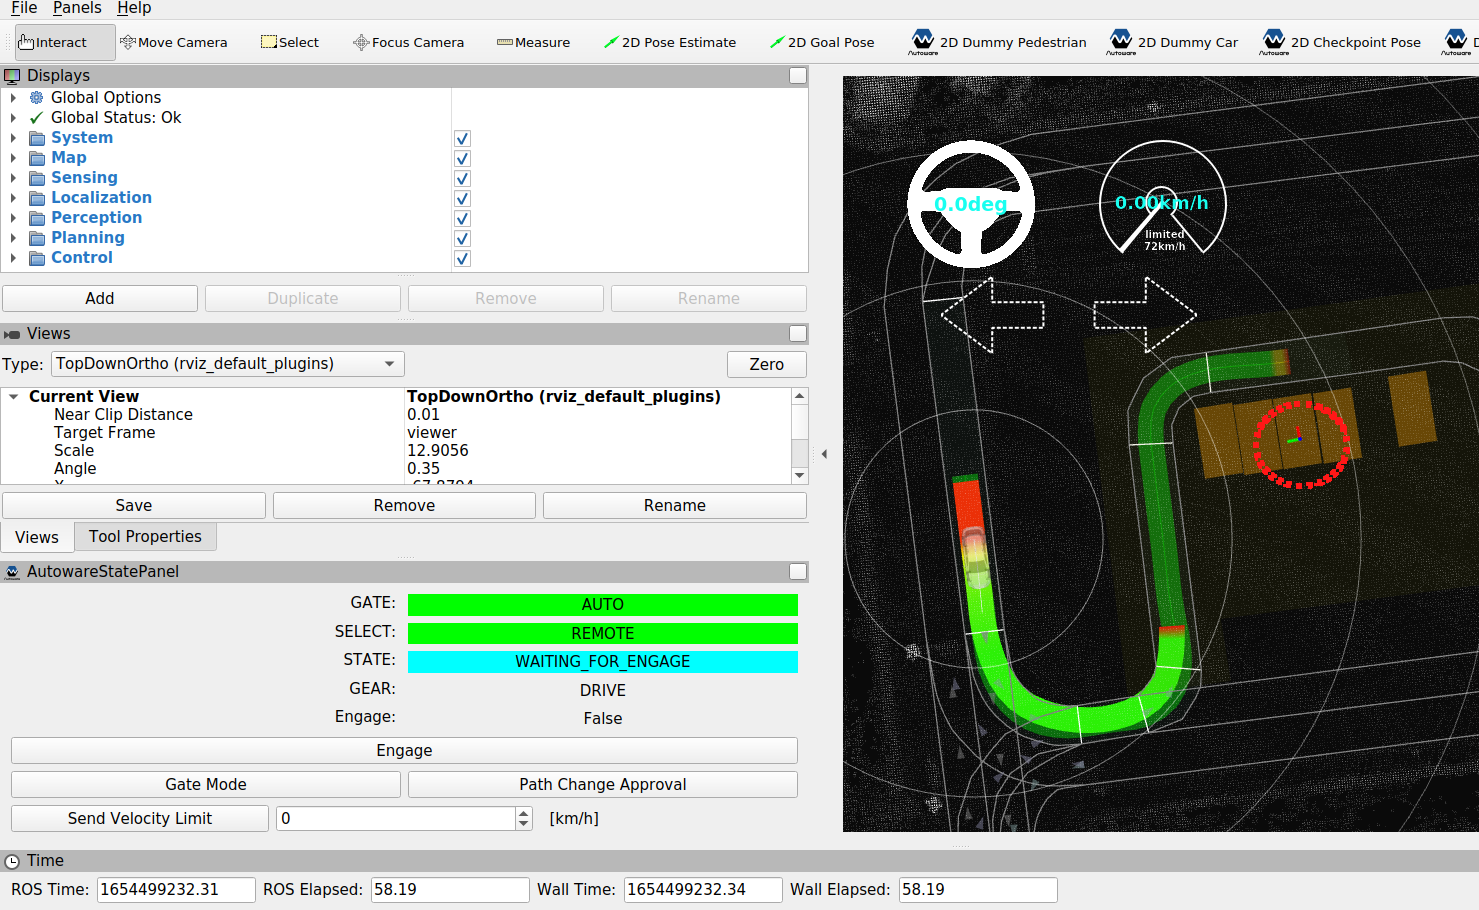 File Panels Help
Interact Move Camera Select Focus Camera Measure 2D Pose Estimate 2D Goal Pose 2D Dummy Pedestrian 2D Dummy Car 2D Checkpoint Pose
Autoware Autoware Autoware Autoware
Displays
Global Options
Global Status: Ok
System
Map
Sensing
Localization
Perception
Planning
Control
Add Duplicate Remove Rename
Views
Type: TopDownOrtho (rviz_default_plugins) Zero
Current View TopDownOrtho (rviz_default_plugins)
Near Clip Distance 0.01
Target Frame viewer
Scale 12.9056
Angle 0.35
Save Remove Rename
Views Tool Properties
AutowareStatePanel
GATE: AUTO
SELECT: REMOTE
STATE: WAITING_FOR_ENGAGE
GEAR: DRIVE
Engage: False
Engage
Gate Mode Path Change Approval
Send Velocity Limit 0 [km/h]
0.0deg
0.00km/h
limited
72km/h
Time
ROS Time: 1654499232.31 ROS Elapsed: 58.19 Wall Time: 1654499232.34 Wall Elapsed: 58.19